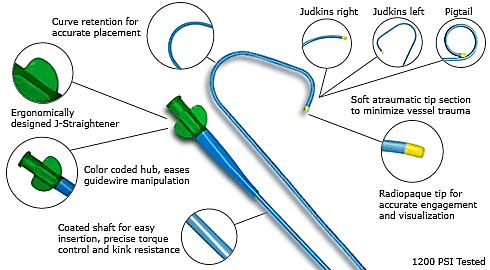 Curve retention for
accurate placement
Judkins right
Judkins left
Pigtail
Ergonomically
designed J-Straightener
Soft atraumatic tip section
to minimize vessel trauma
Color coded hub, eases
guidewire manipulation
Radiopaque tip for
accurate engagement
and visualization
Coated shaft for easy
insertion, precise torque
control and kink resistance
1200 PSI Tested